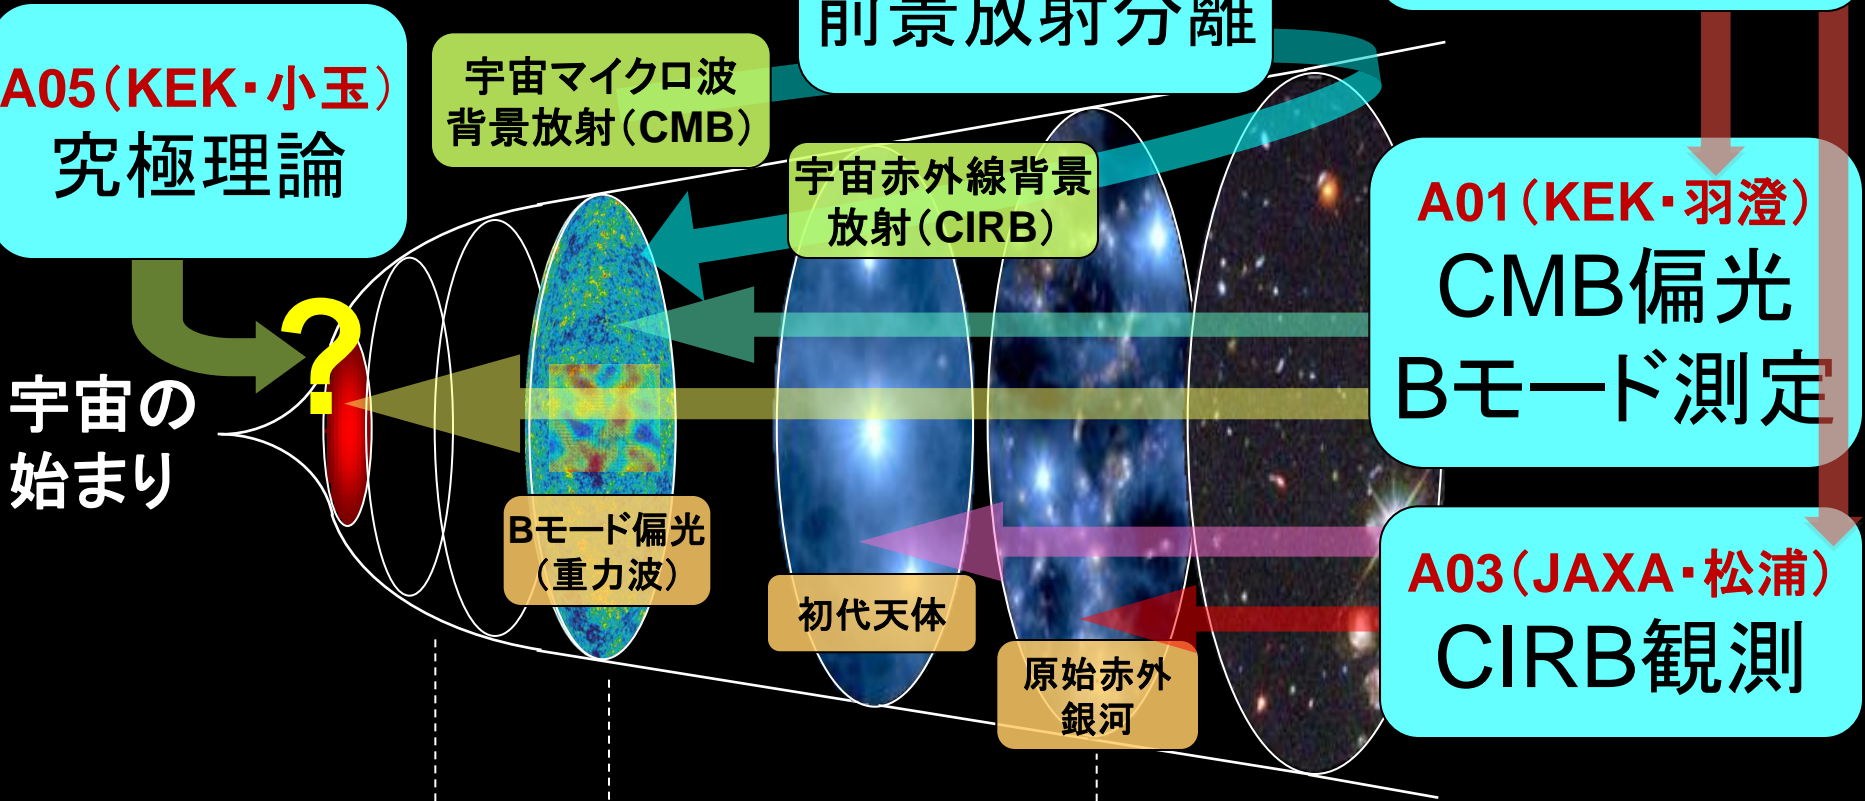 前景放射分離
A05（KEK・小玉）
究極理論
宇宙マイクロ波
背景放射（CMB）
宇宙赤外線背景
放射（CIRB）
A01（KEK・羽澄）
CMB偏光
Bモード測定
?
宇宙の
始まり
Bモード偏光
（重力波）
初代天体
原始赤外
銀河
A03（JAXA・松浦）
CIRB観測